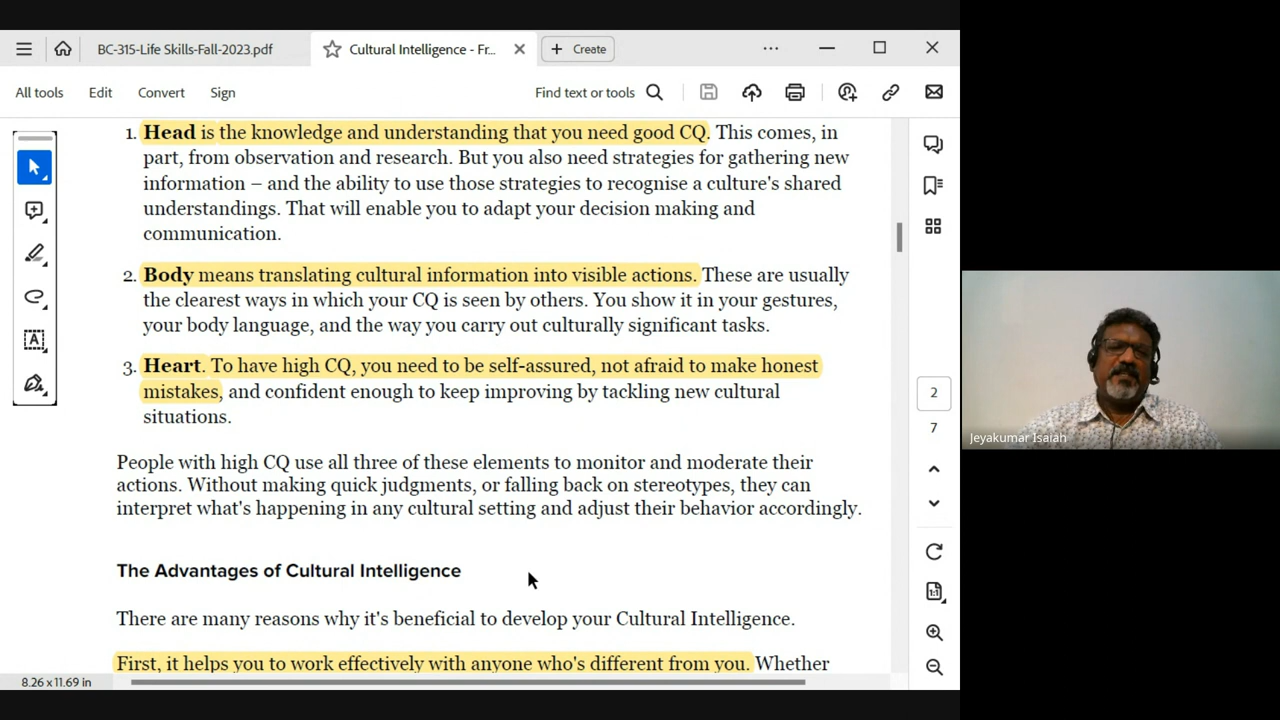 BC-315-Life Skills-Fall-2023.pdf
Cultural Intelligence - Fr...
Create
All tools
Edit
Convert
Sign
Find text or tools
1. Head is the knowledge and understanding that you need good CQ. This comes, in
part, from observation and research. But you also need strategies for gathering new
information – and the ability to use those strategies to recognise a culture's shared
understandings. That will enable you to adapt your decision making and
communication.
2. Body means translating cultural information into visible actions. These are usually
the clearest ways in which your CQ is seen by others. You show it in your gestures,
your body language, and the way you carry out culturally significant tasks.
3. Heart. To have high CQ, you need to be self-assured, not afraid to make honest
mistakes, and confident enough to keep improving by tackling new cultural
situations.
People with high CQ use all three of these elements to monitor and moderate their
actions. Without making quick judgments, or falling back on stereotypes, they can
interpret what's happening in any cultural setting and adjust their behavior accordingly.
The Advantages of Cultural Intelligence
There are many reasons why it's beneficial to develop your Cultural Intelligence.
First, it helps you to work effectively with anyone who's different from you. Whether
8.26 x 11.69 in
2
7
1:1
Jeyakumar Isaiah